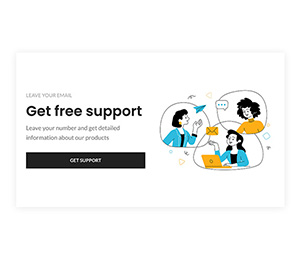 LEAVE YOUR EMAIL
Get free support
Leave your number and get detailed
information about our products
GET SUPPORT